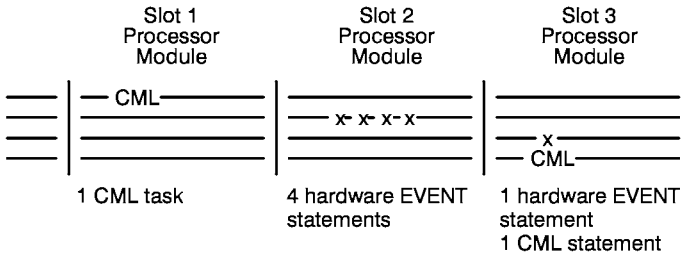 Slot 1
Processor
Module
Slot 2
Processor
Module
Slot 3
Processor
Module
CML
x x x x
x
CML
1 CML task
4 hardware EVENT
statements
1 hardware EVENT
statement
1 CML statement